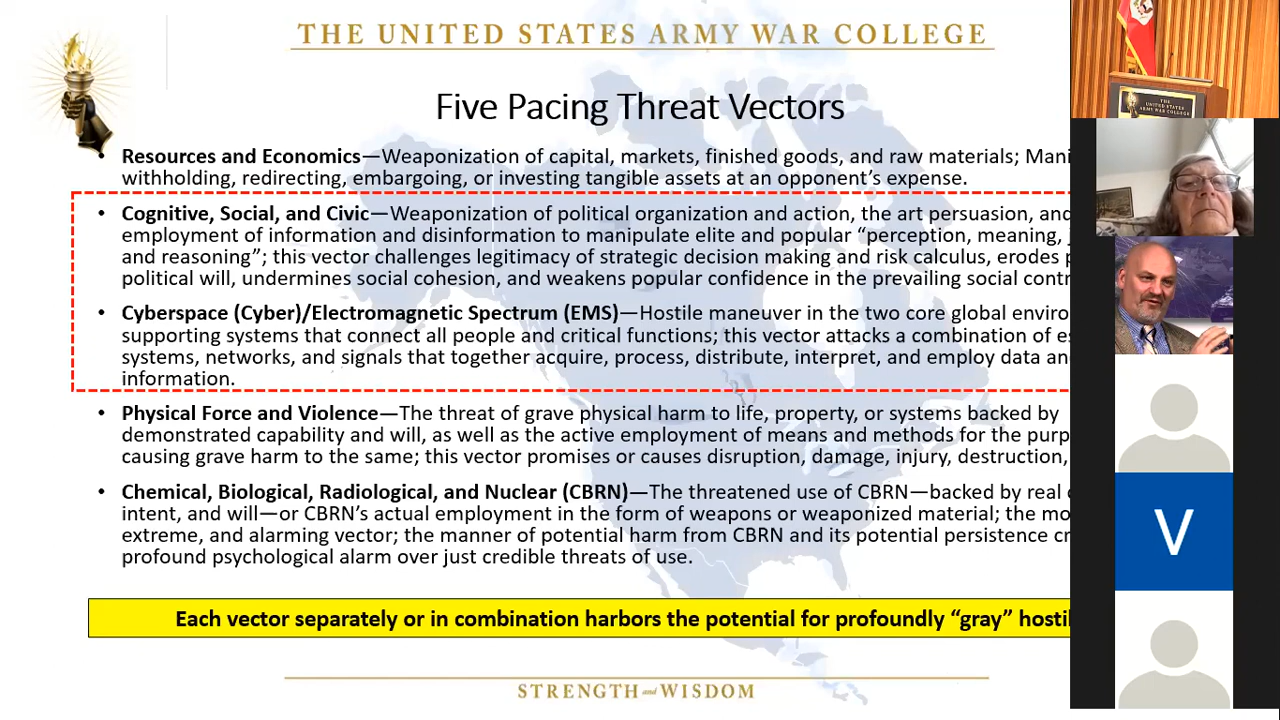 THE UNITED STATES ARMY WAR COLLEGE
Five Pacing Threat Vectors
• Resources and Economics—Weaponization of capital, markets, finished goods, and raw materials; Mani
withholding, redirecting, embargoing, or investing tangible assets at an opponent’s expense.
• Cognitive, Social, and Civic—Weaponization of political organization and action, the art persuasion, and
employment of information and disinformation to manipulate elite and popular “perception, meaning,
and reasoning”; this vector challenges legitimacy of strategic decision making and risk calculus, erodes
political will, undermines social cohesion, and weakens popular confidence in the prevailing social contr
• Cyberspace (Cyber)/Electromagnetic Spectrum (EMS)—Hostile maneuver in the two core global enviro
supporting systems that connect all people and critical functions; this vector attacks a combination of es
systems, networks, and signals that together acquire, process, distribute, interpret, and employ data an
information.
• Physical Force and Violence—The threat of grave physical harm to life, property, or systems backed by
demonstrated capability and will, as well as the active employment of means and methods for the purp
causing grave harm to the same; this vector promises or causes disruption, damage, injury, destruction,
• Chemical, Biological, Radiological, and Nuclear (CBRN)—The threatened use of CBRN—backed by real
intent, and will—or CBRN’s actual employment in the form of weapons or weaponized material; the mo
extreme, and alarming vector; the manner of potential harm from CBRN and its potential persistence cr
profound psychological alarm over just credible threats of use.
Each vector separately or in combination harbors the potential for profoundly “gray” hostil
STRENGTH and WISDOM
THE
UNITED STATES
ARMY WAR COLLEGE
V